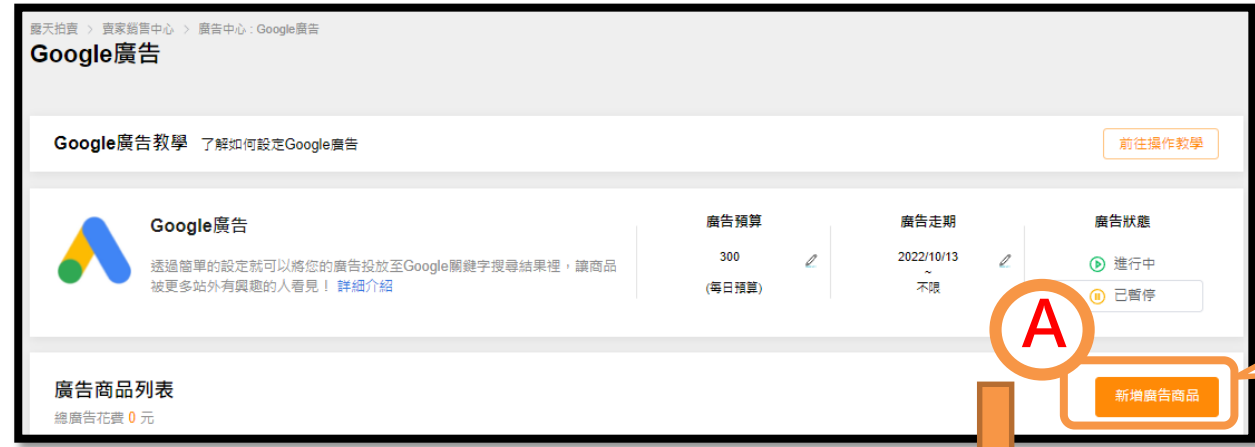 露天拍賣 > 賣家銷售中心 > 廣告中心 : Google廣告
Google廣告
Google廣告教學 了解如何設定Google廣告
前往操作教學
Google廣告
透過簡單的設定就可以將您的廣告投放至Google關鍵字搜尋結果裡，讓商品
被更多站外有興趣的人看見！ 詳細介紹
廣告預算
300
(每日預算)
廣告走期
2022/10/13
~
不限
廣告狀態
進行中
已暫停
A
廣告商品列表
總廣告花費 0 元
新增廣告商品